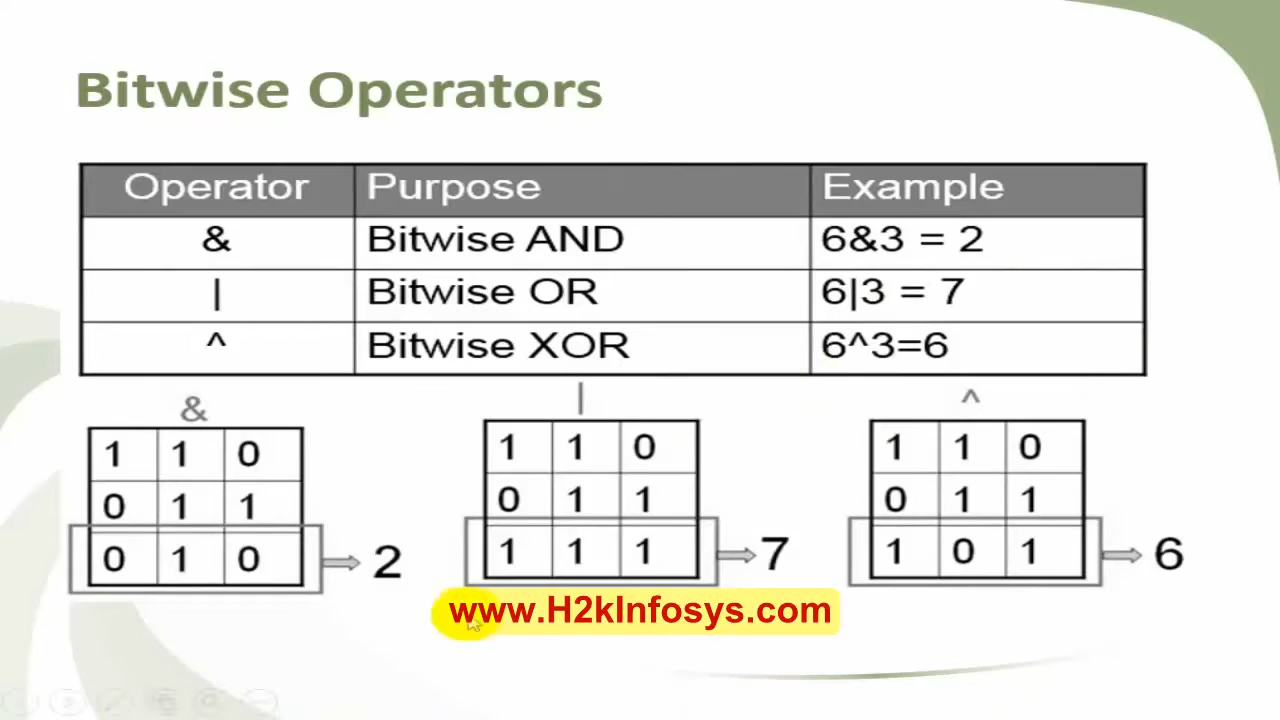 Bitwise Operators
Operator Purpose Example
& Bitwise AND 6&3 = 2
| Bitwise OR 6|3 = 7
^ Bitwise XOR 6^3=6
& | ^
1 1 0 1 1 0 1 1 0
0 1 1 0 1 1 0 1 1
0 1 0 2 1 1 1 7 1 0 1 6
www.H2kInfosys.com